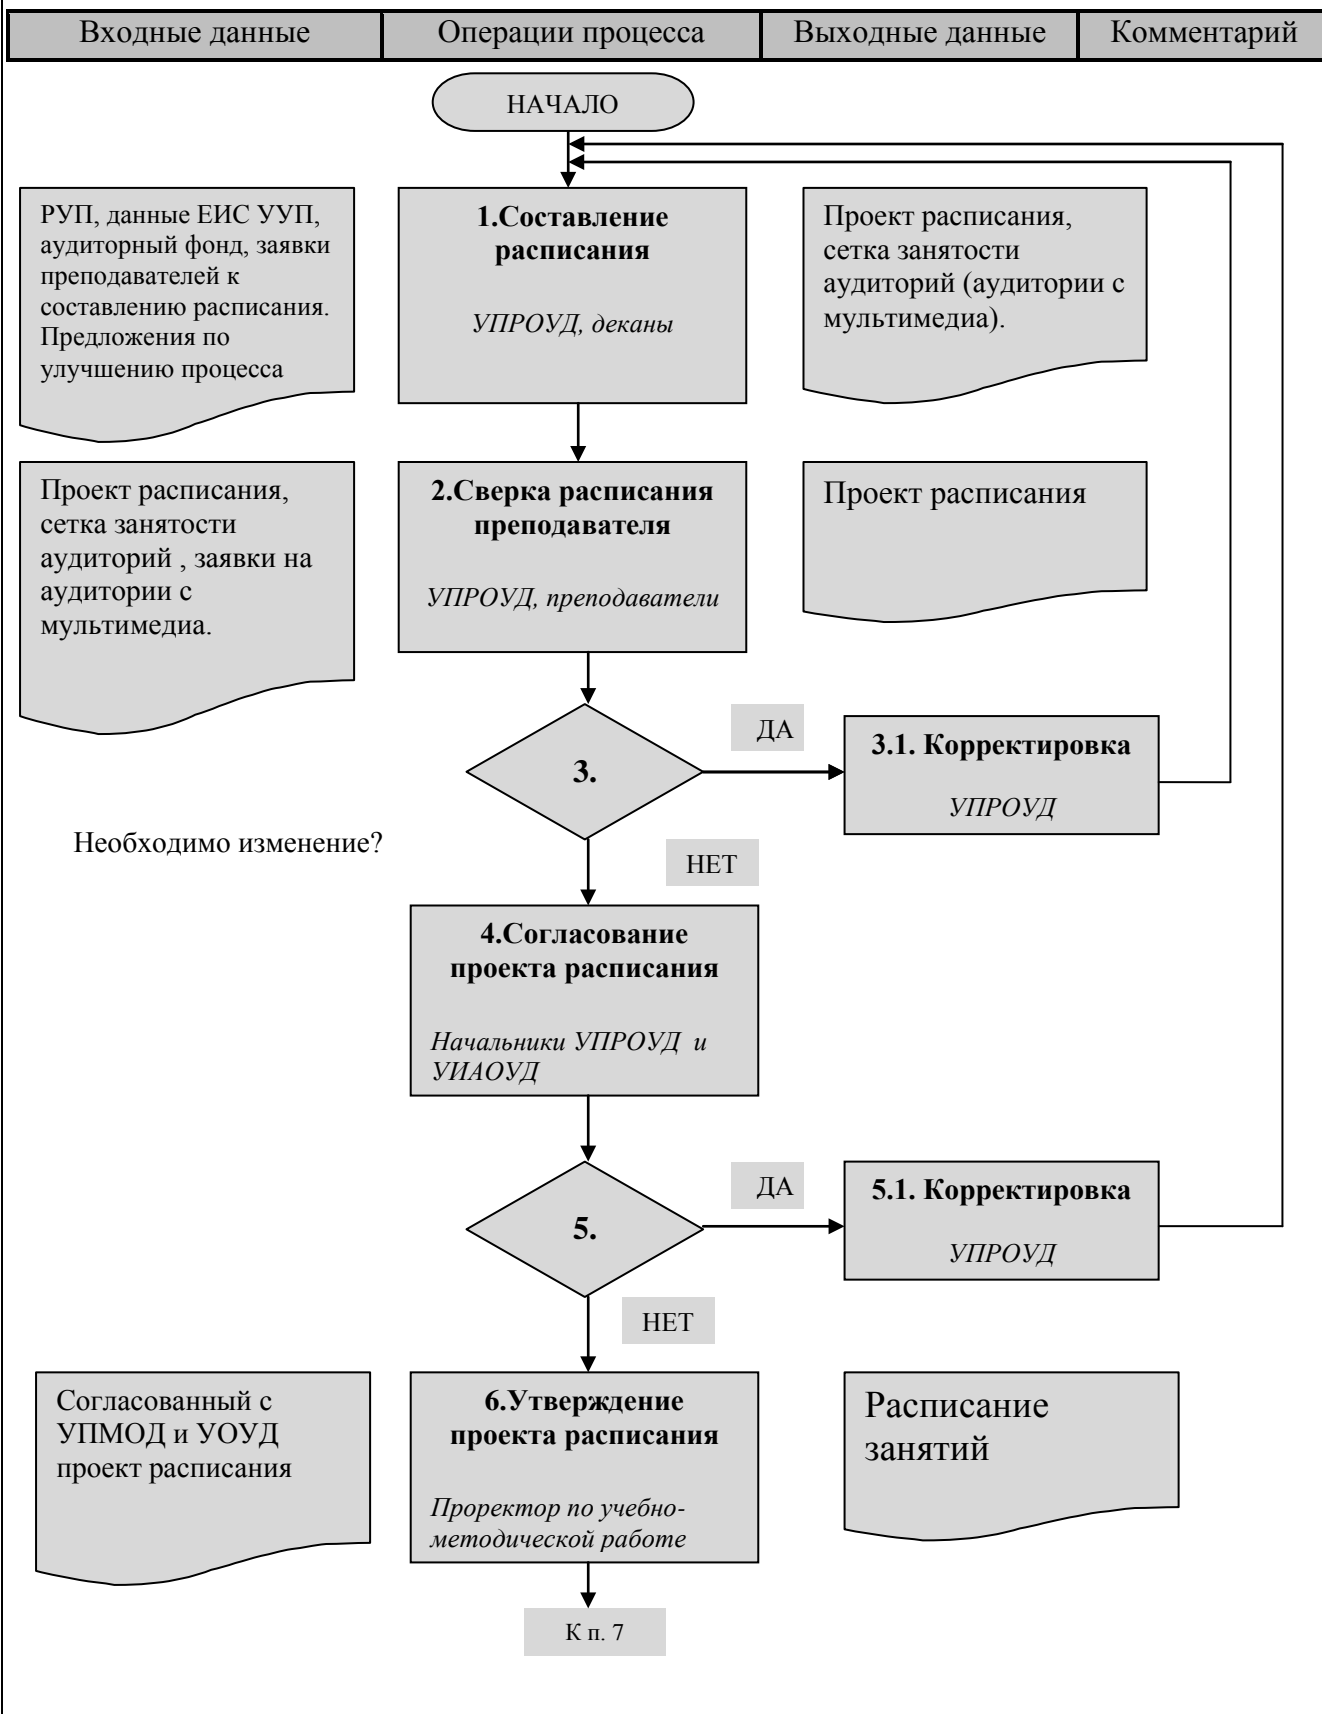 Входные данные
Операции процесса
Выходные данные
Комментарий
НАЧАЛО
РУП, данные ЕИС УУП,
аудиторный фонд, заявки
преподавателей к
составлению расписания.
Предложения по
улучшению процесса
1.Составление
расписания
УПРОУД, деканы
Проект расписания,
сетка занятости
аудиторий (аудитории с
мультимедиа).
Проект расписания,
сетка занятости
аудиторий , заявки на
аудитории с
мультимедиа.
2.Сверка расписания
преподавателя
УПРОУД, преподаватели
Проект расписания
3.
ДА
3.1. Корректировка
УПРОУД
Необходимо изменение?
НЕТ
4.Согласование
проекта расписания
Начальники УПРОУД и
УИАОУД
5.
ДА
5.1. Корректировка
УПРОУД
НЕТ
Согласованный с
УПМОД и УОУД
проект расписания
6.Утверждение
проекта расписания
Проректор по учебно-
методической работе
Расписание
занятий
К п. 7